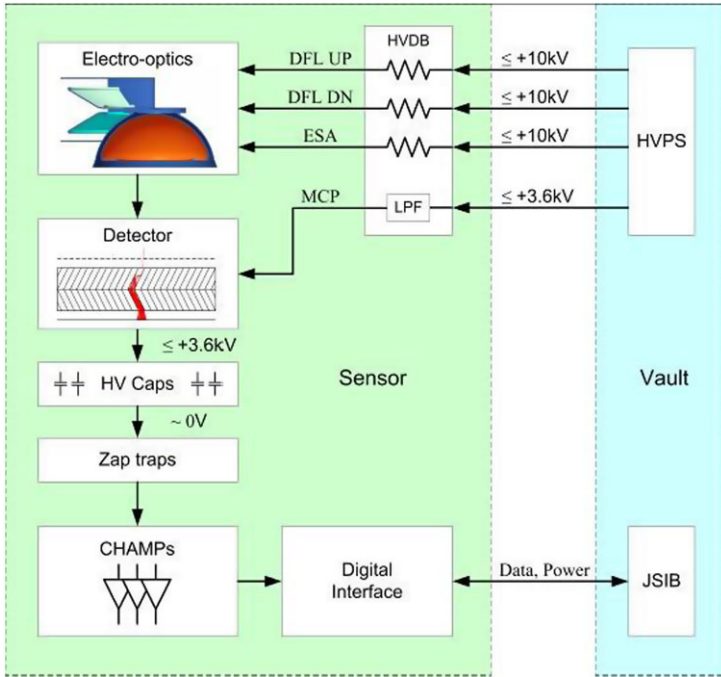 Electro-optics
DFL UP
HVDB
≤ +10kV
DFL DN
≤ +10kV
ESA
≤ +10kV
HVPS
MCP
LPF
≤ +3.6kV
Detector
≤ +3.6kV
HV Caps
Sensor
Vault
~ 0V
Zap traps
CHAMPs
Digital
Interface
Data, Power
JSIB